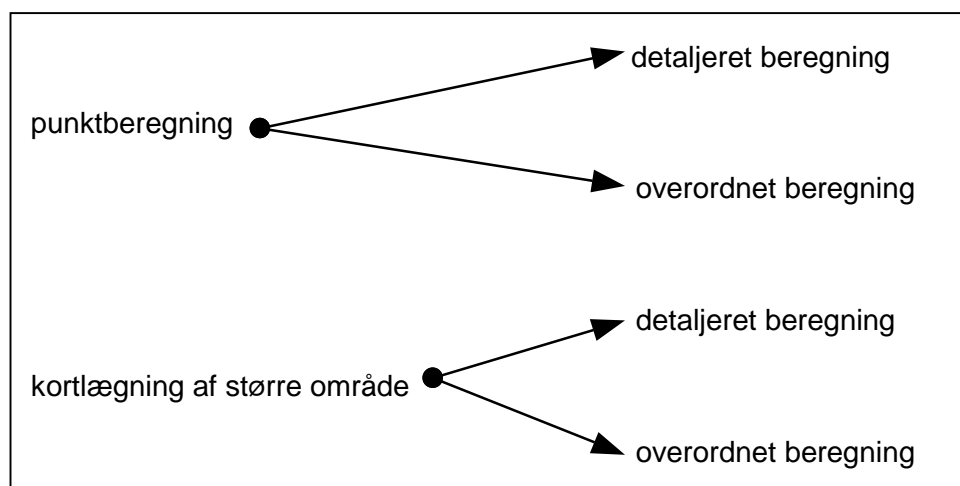 detaljeret beregning
punktberegning
overordnet beregning
detaljeret beregning
kortlægning af større område
overordnet beregning